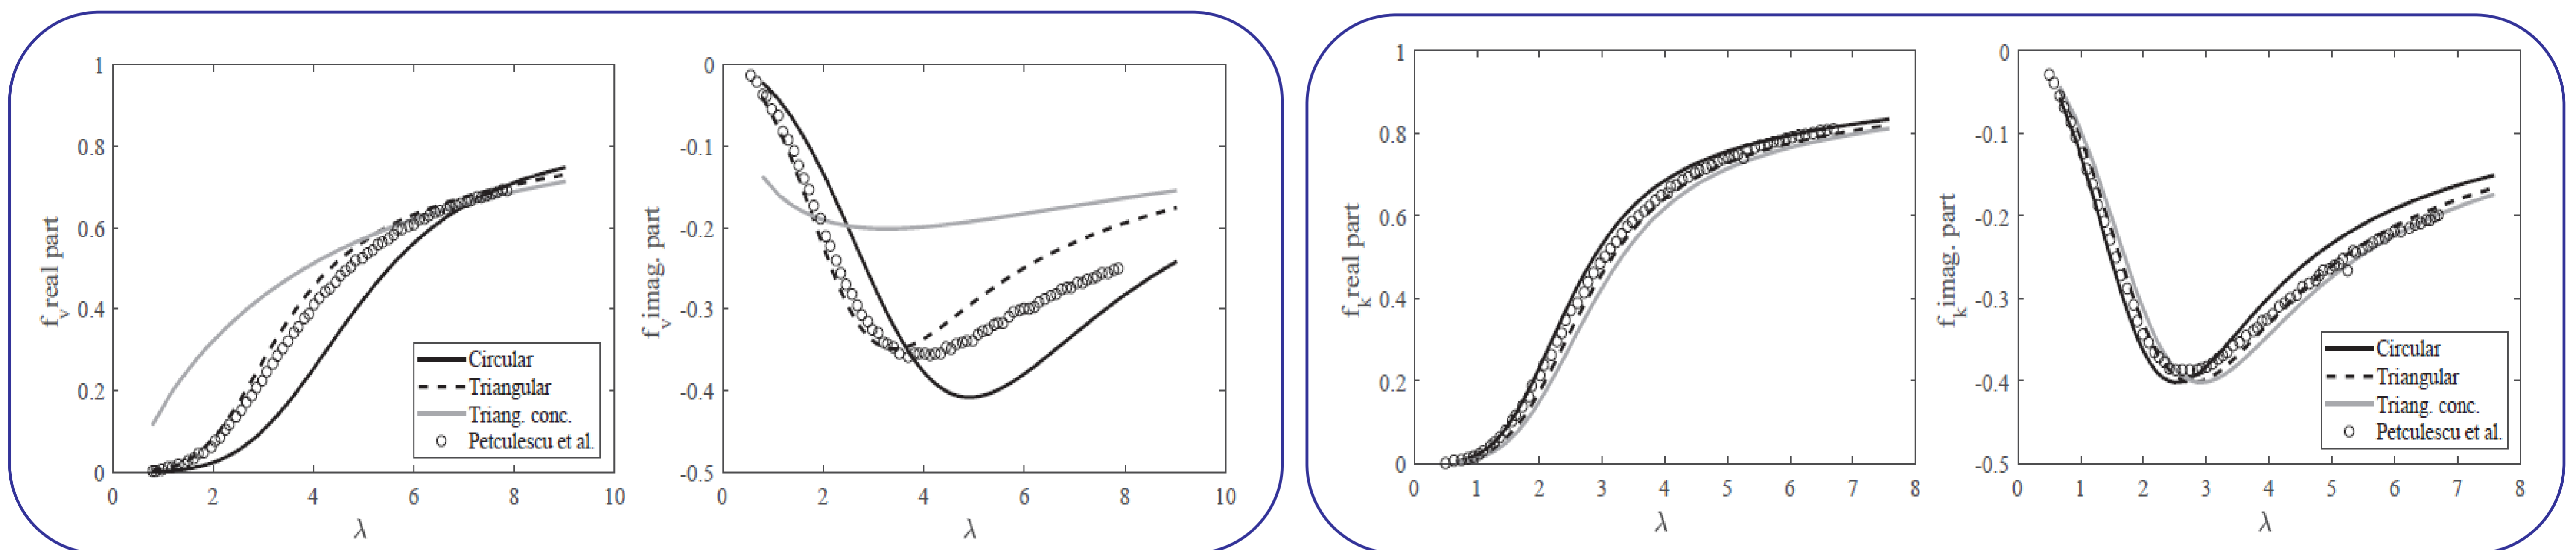 1
0.8
0.6
0.4
0.2
0
0 2 4 6 8 10
λ
fν real part
Circular
Triangular
Triang. conc.
Petculescu et al.
0
-0.1
-0.2
-0.3
-0.4
-0.5
0 2 4 6 8 10
λ
fν imag. part
1
0.8
0.6
0.4
0.2
0
0 1 2 3 4 5 6 7 8
λ
fk real part
0
-0.1
-0.2
-0.3
-0.4
-0.5
0 1 2 3 4 5 6 7 8
λ
fk imag. part
Circular
Triangular
Triang. conc.
Petculescu et al.